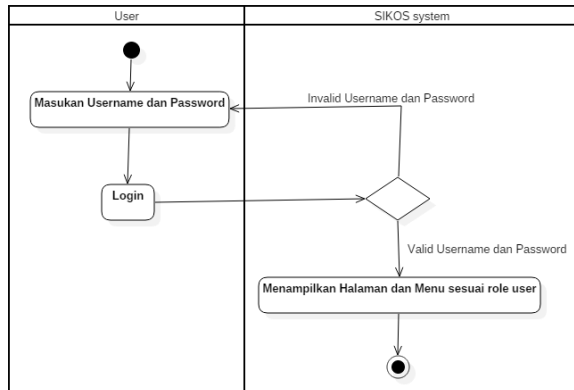 User
SIKOS system
Invalid Username dan Password
Masukan Username dan Password
Login
Valid Username dan Password
Menampilkan Halaman dan Menu sesuai role user